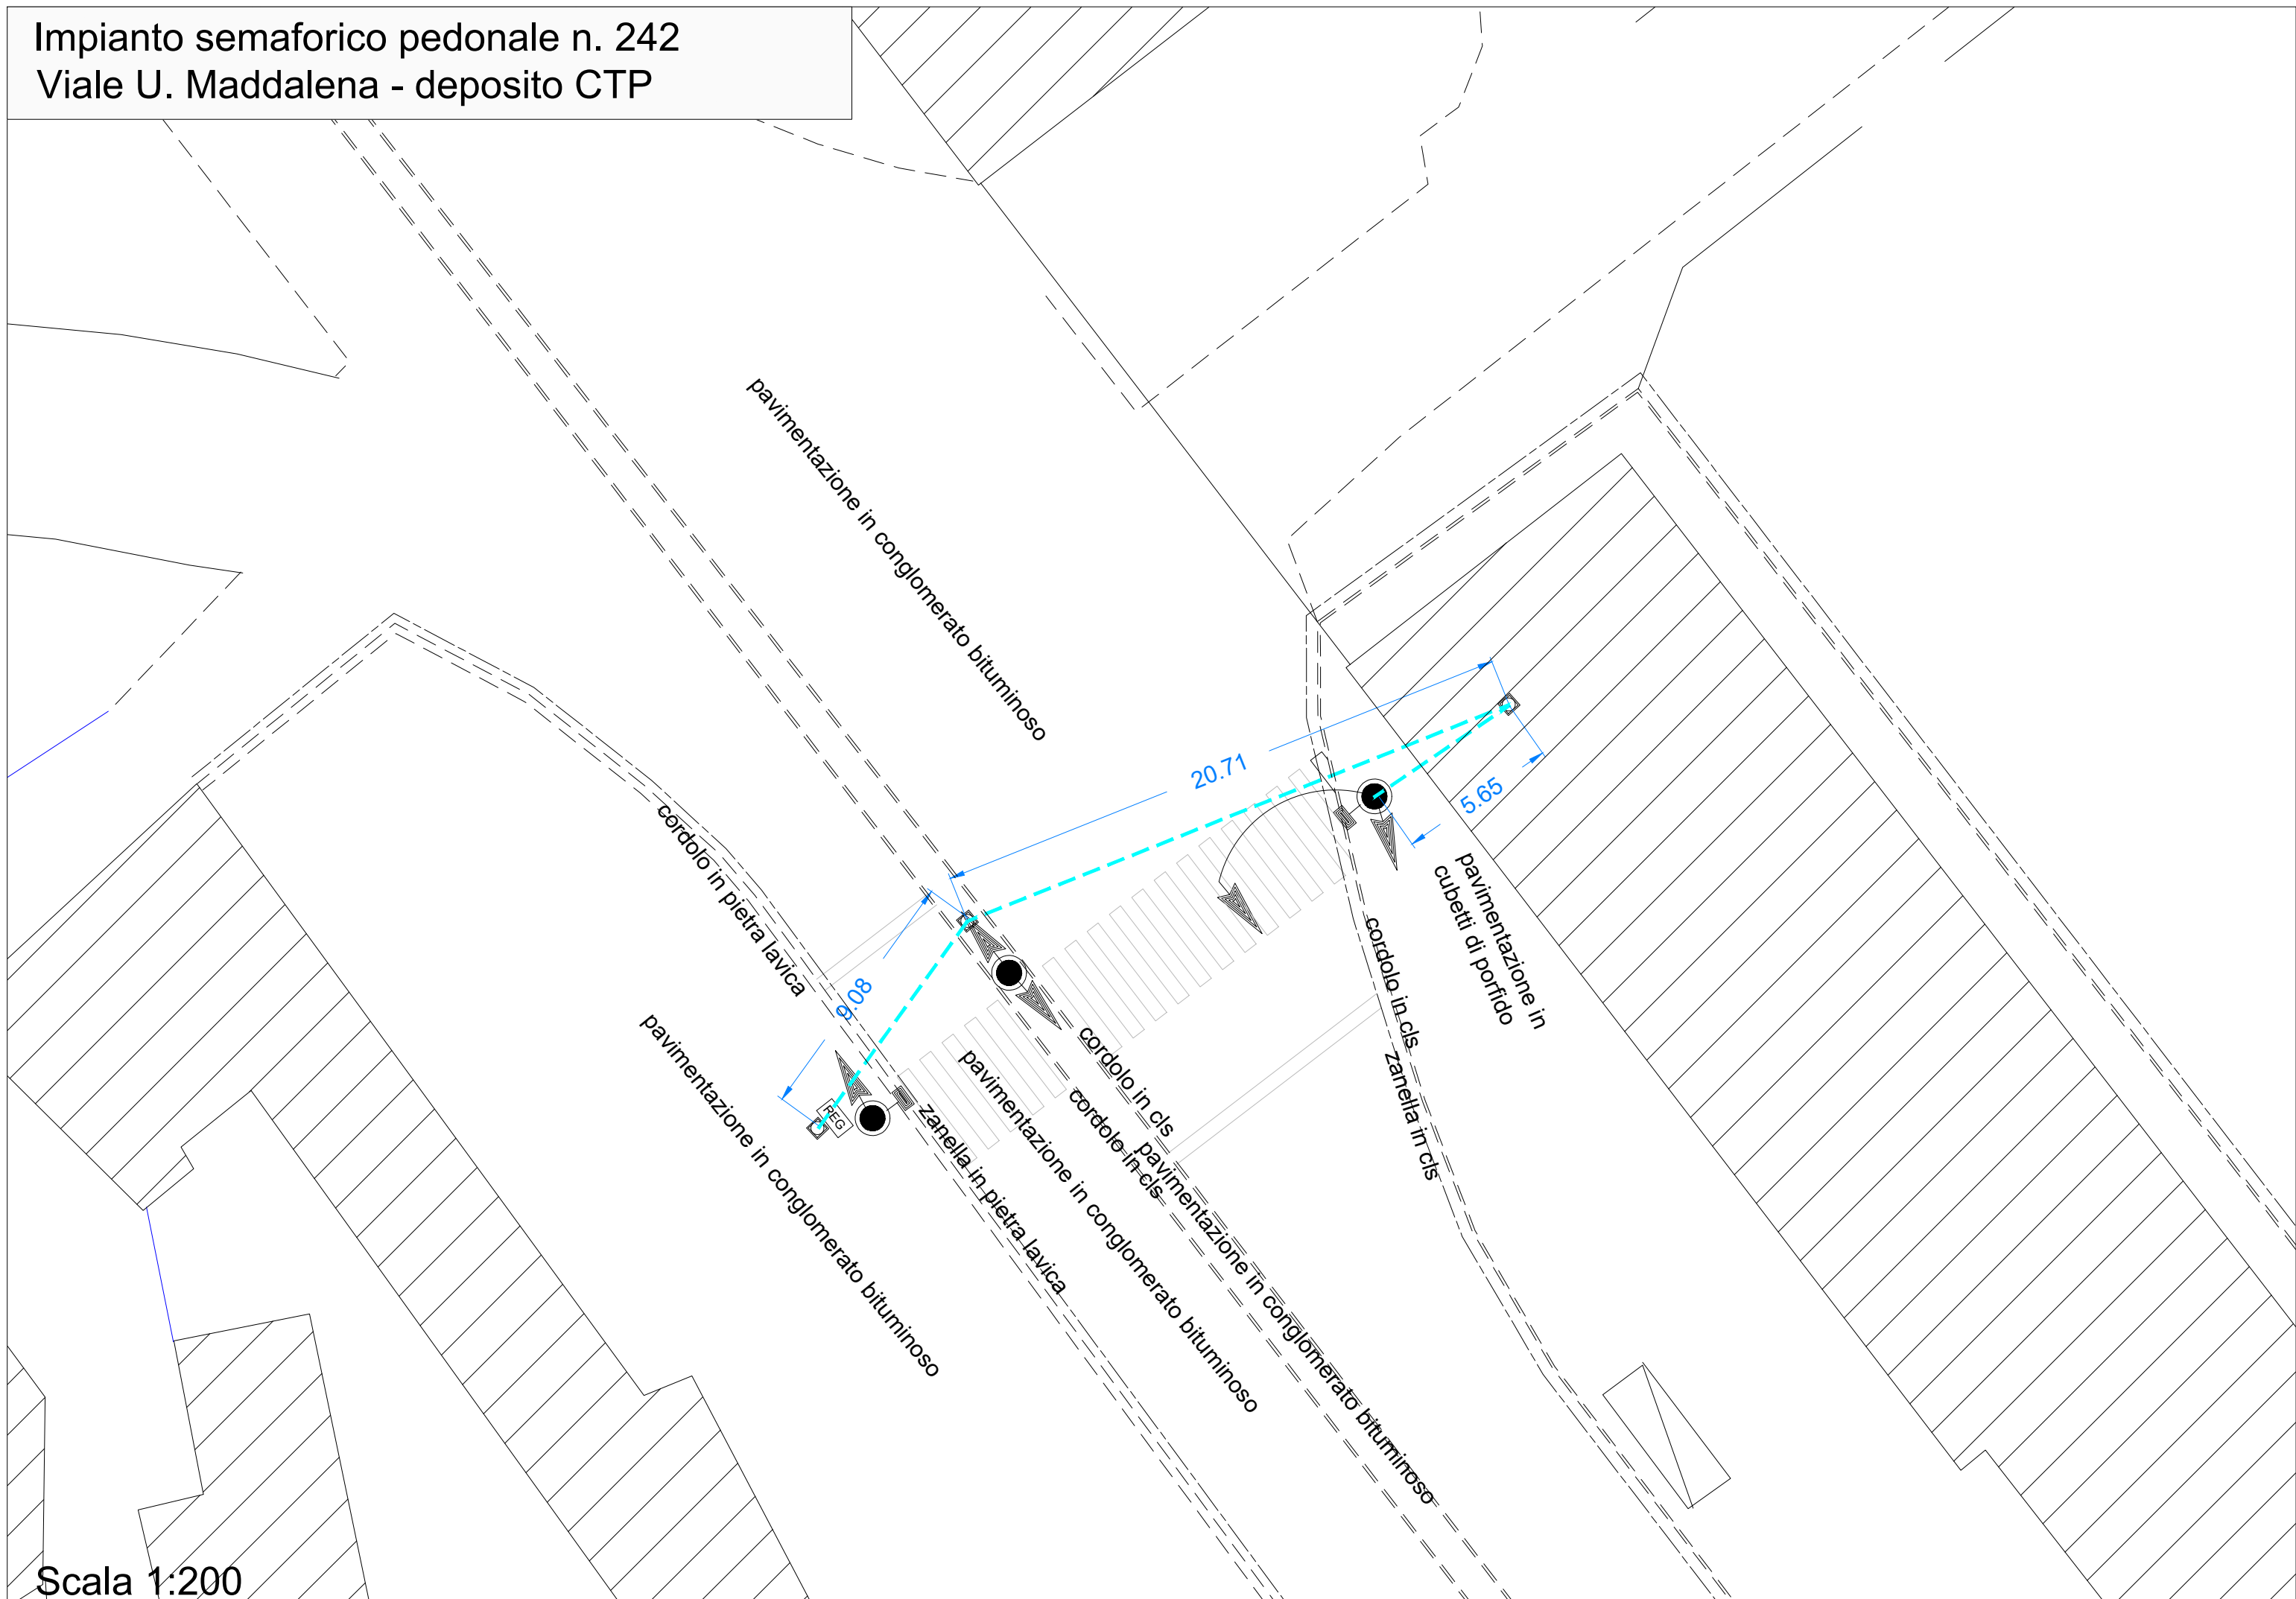 Impianto semaforico pedonale n. 242
Viale U. Maddalena - deposito CTP
pavimentazione in conglomerato bituminoso
20.71
5.65
cordolo in pietra lavica
pavimentazione in
cubetti di porfido
cordolo in cls
zanella in cls
9.08
REG
pavimentazione in conglomerato bituminoso
zanella in pietra lavica
pavimentazione in conglomerato bituminoso
cordolo in cls
cordolo in cls
pavimentazione in conglomerato bituminoso
Scala 1:200